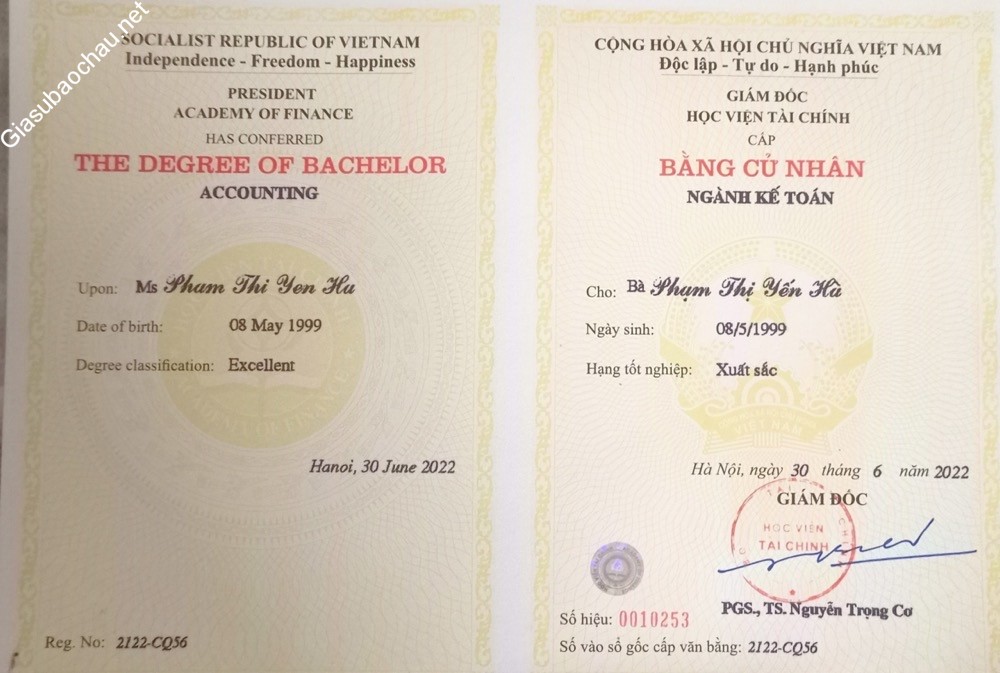 Giasubaochau.net
SOCIALIST REPUBLIC OF VIETNAM
Independence - Freedom - Happiness
PRESIDENT
ACADEMY OF FINANCE
HAS CONFERRED
THE DEGREE OF BACHELOR
ACCOUNTING
Upon: Ms Pham Thi Yen Ha
Date of birth: 08 May 1999
Degree classification: Excellent
Hanoi, 30 June 2022
Reg. No: 2122-CQ56
CỘNG HÒA XÃ HỘI CHỦ NGHĨA VIỆT NAM
Độc lập - Tự do - Hạnh phúc
GIÁM ĐỐC
HỌC VIỆN TÀI CHÍNH
CẤP
BẰNG CỬ NHÂN
NGÀNH KẾ TOÁN
Cho: Bà Phạm Thị Yến Hà
Ngày sinh: 08/5/1999
Hạng tốt nghiệp: Xuất sắc
VIỆT NAM
Hà Nội, ngày 30 tháng 6 năm 2022
GIÁM ĐỐC
HỌC VIỆN
TÀI CHÍNH
PGS., TS. Nguyễn Trọng Cơ
Số hiệu: 0010253
Số vào sổ gốc cấp văn bằng: 2122-CQ56